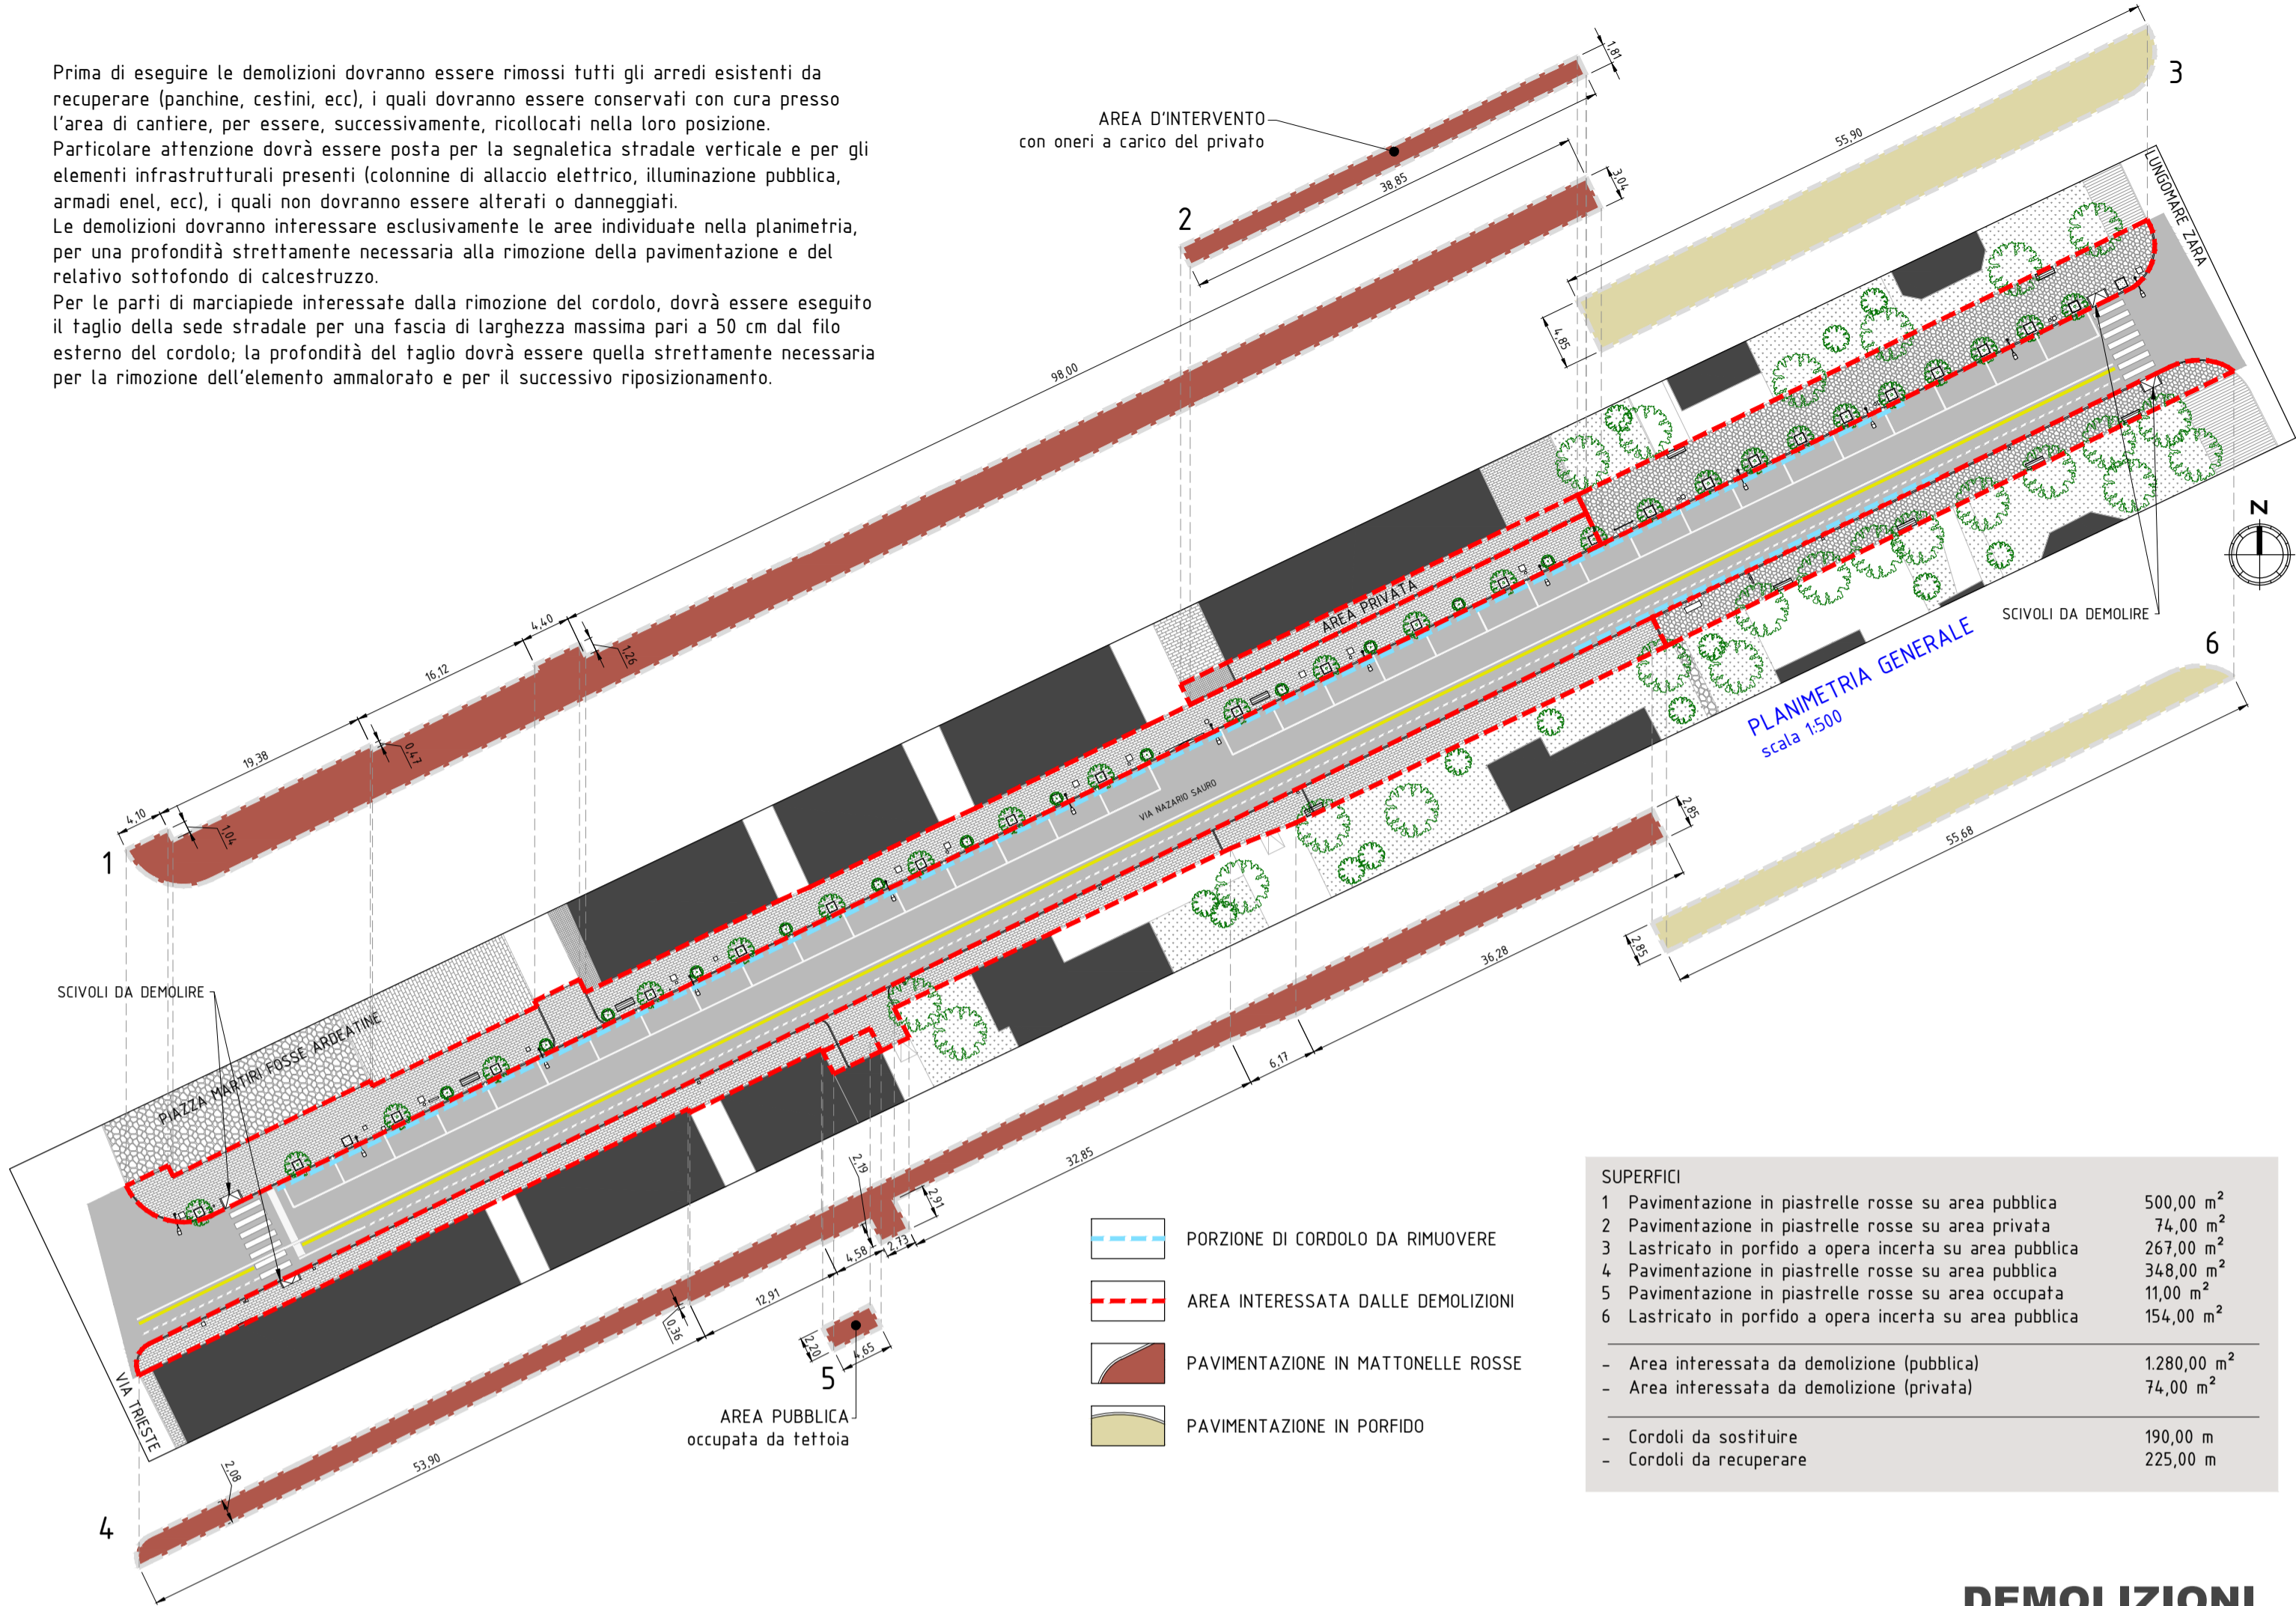 Prima di eseguire le demolizioni dovranno essere rimossi tutti gli arredi esistenti da
recuperare (panchine, cestini, ecc), i quali dovranno essere conservati con cura presso
l'area di cantiere, per essere, successivamente, ricollocati nella loro posizione.
Particolare attenzione dovrà essere posta per la segnaletica stradale verticale e per gli
elementi infrastrutturali presenti (colonnine di allaccio elettrico, illuminazione pubblica,
armadi enel, ecc), i quali non dovranno essere alterati o danneggiati.
Le demolizioni dovranno interessare esclusivamente le aree individuate nella planimetria,
per una profondità strettamente necessaria alla rimozione della pavimentazione e del
relativo sottofondo di calcestruzzo.
Per le parti di marciapiede interessate dalla rimozione del cordolo, dovrà essere eseguito
il taglio della sede stradale per una fascia di larghezza massima pari a 50 cm dal filo
esterno del cordolo; la profondità del taglio dovrà essere quella strettamente necessaria
per la rimozione dell'elemento ammalorato e per il successivo riposizionamento.
AREA D'INTERVENTO
con oneri a carico del privato
1,81
38,85
2
3,04
3
55,90
4,85
LUNGOMARE ZARA
98,00
4,40
1,26
16,12
0,47
19,38
4,10
1,04
1
AREA PRIVATA
VIA NAZARIO SAURO
N
SCIVOLI DA DEMOLIRE
PLANIMETRIA GENERALE
scala 1:500
6
55,68
2,85
2,85
36,28
6,17
32,85
SCIVOLI DA DEMOLIRE
PIAZZA MARTIRI FOSSE ARDEATINE
VIA TRIESTE
2,19
2,91
2,73
4,58
12,91
0,36
2,20
4,65
5
AREA PUBBLICA
occupata da tettoia
53,90
2,08
4
PORZIONE DI CORDOLO DA RIMUOVERE
AREA INTERESSATA DALLE DEMOLIZIONI
PAVIMENTAZIONE IN MATTONELLE ROSSE
PAVIMENTAZIONE IN PORFIDO
SUPERFICI
1 Pavimentazione in piastrelle rosse su area pubblica 500,00 m²
2 Pavimentazione in piastrelle rosse su area privata 74,00 m²
3 Lastricato in porfido a opera incerta su area pubblica 267,00 m²
4 Pavimentazione in piastrelle rosse su area pubblica 348,00 m²
5 Pavimentazione in piastrelle rosse su area occupata 11,00 m²
6 Lastricato in porfido a opera incerta su area pubblica 154,00 m²
- Area interessata da demolizione (pubblica) 1.280,00 m²
- Area interessata da demolizione (privata) 74,00 m²
- Cordoli da sostituire 190,00 m
- Cordoli da recuperare 225,00 m
DEMOLIZIONI